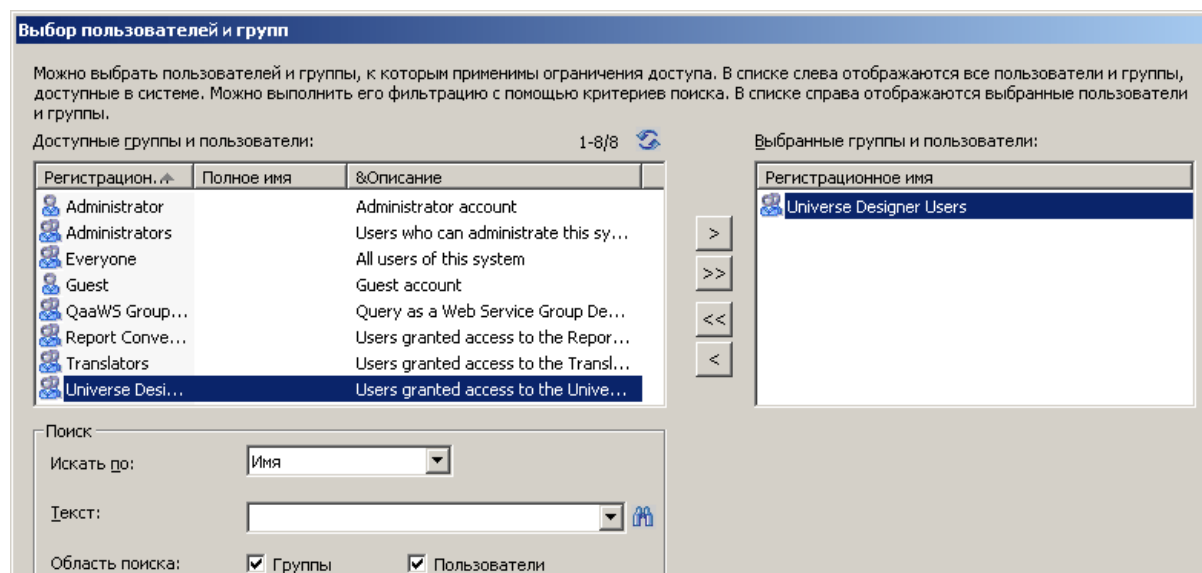 Выбор пользователей и групп
Можно выбрать пользователей и группы, к которым применимы ограничения доступа. В списке слева отображаются все пользователи и группы,
доступные в системе. Можно выполнить его фильтрацию с помощью критериев поиска. В списке справа отображаются выбранные пользователи
и группы.
Доступные группы и пользователи: 1-8/8 Выбранные группы и пользователи:
Регистрацион. Полное имя &Описание Регистрационное имя
Administrator Administrator account Universe Designer Users
Administrators Users who can administrate this sy...
Everyone All users of this system
Guest Guest account
QaaWS Group... Query as a Web Service Group De...
Report Conve... Users granted access to the Repor...
Translators Users granted access to the Transl...
Universe Desi... Users granted access to the Unive...
>
>>
<<
<
Поиск
Искать по: Имя
Текст:
Область поиска: Группы Пользователи